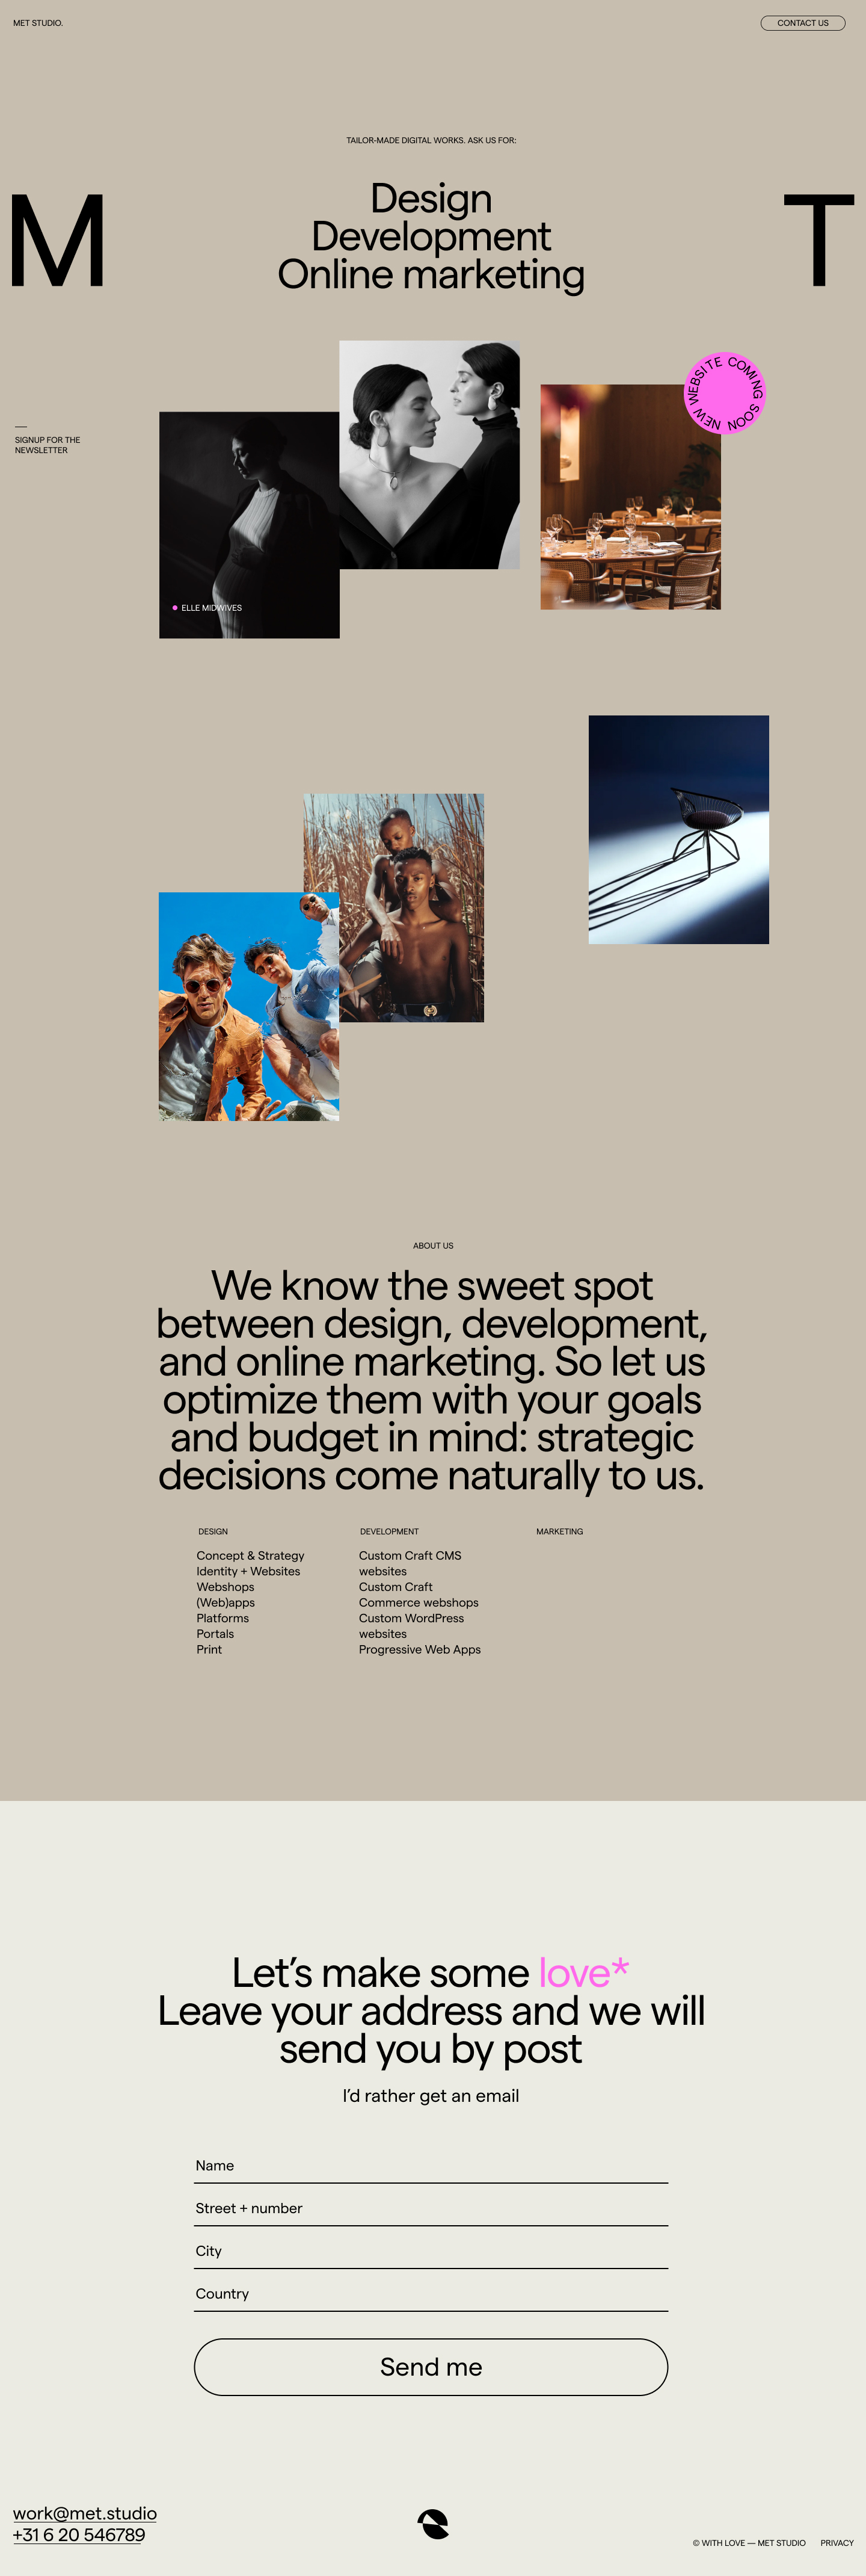 MET STUDIO.
CONTACT US
TAILOR-MADE DIGITAL WORKS. ASK US FOR:
M
Design
Development
Online marketing
T
NEW WEBSITE COMING SOON
SIGNUP FOR THE
NEWSLETTER
ELLE MIDWIVES
ABOUT US
We know the sweet spot
between design, development,
and online marketing. So let us
optimize them with your goals
and budget in mind: strategic
decisions come naturally to us.
DESIGN
Concept & Strategy
Identity + Websites
Webshops
(Web)apps
Platforms
Portals
Print
DEVELOPMENT
Custom Craft CMS
websites
Custom Craft
Commerce webshops
Custom WordPress
websites
Progressive Web Apps
MARKETING
Let’s make some love*
Leave your address and we will
send you by post
I’d rather get an email
Name
Street + number
City
Country
Send me
work@met.studio
+31 6 20 546789
© WITH LOVE — MET STUDIO
PRIVACY